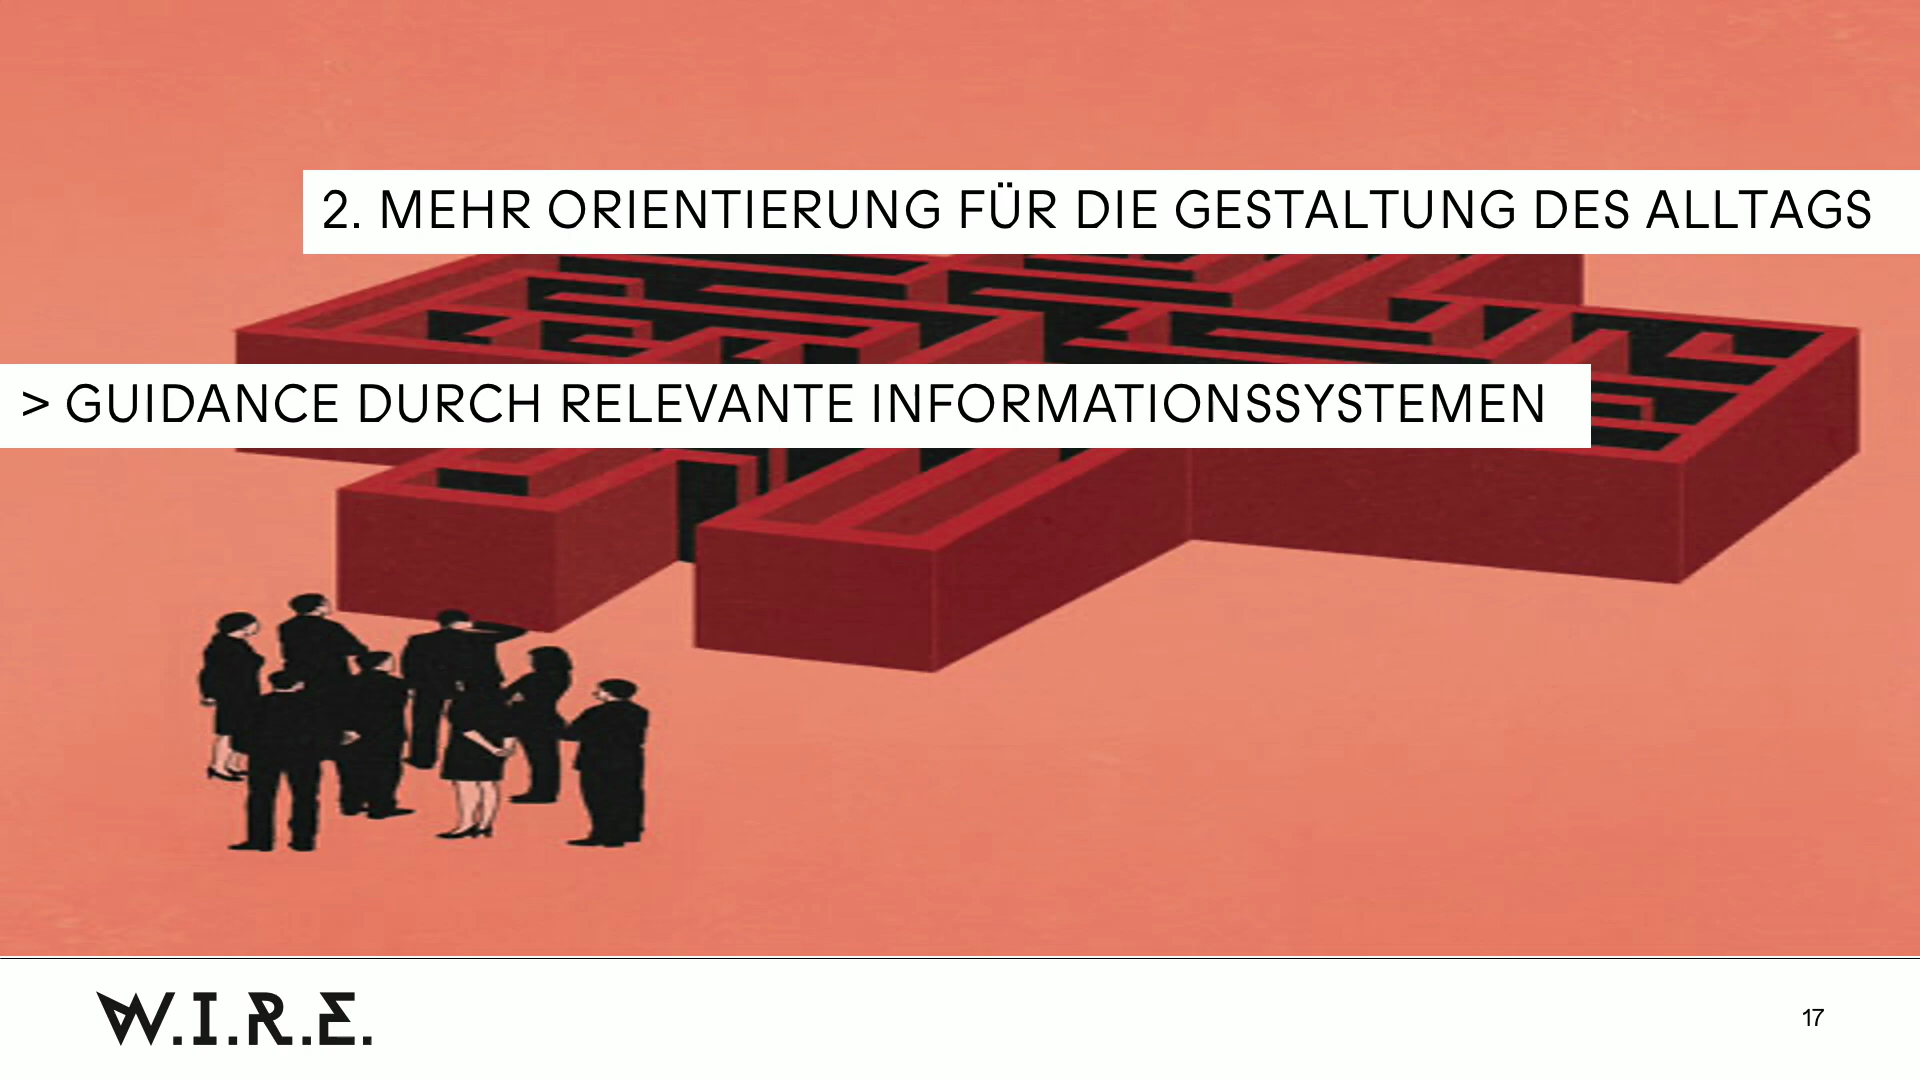 2. MEHR ORIENTIERUNG FÜR DIE GESTALTUNG DES ALLTAGS
> GUIDANCE DURCH RELEVANTE INFORMATIONSSYSTEMEN
W.I.R.E.
17